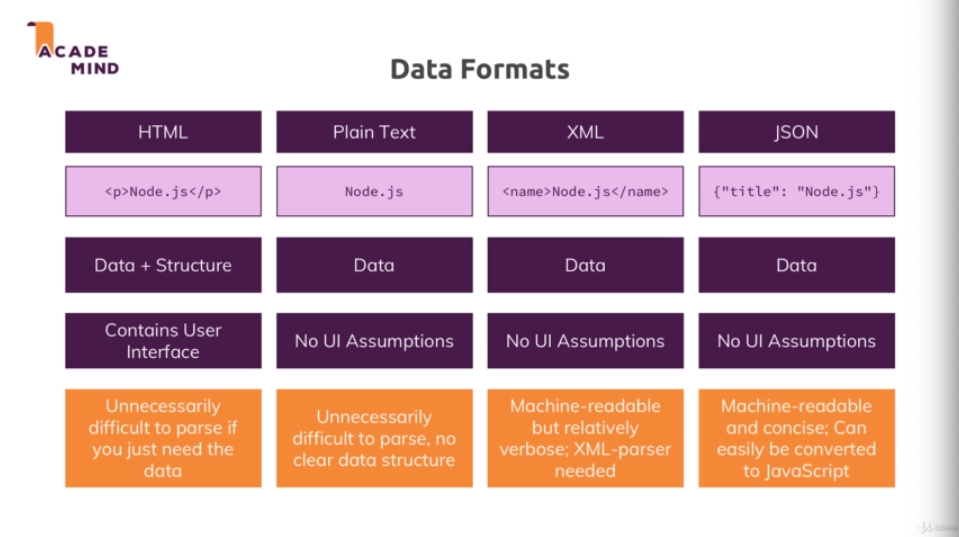 ACADE
MIND
Data Formats
HTML
Plain Text
XML
JSON
<p>Node.js</p>
Node.js
<name>Node.js</name>
{"title": "Node.js"}
Data + Structure
Data
Data
Data
Contains User
Interface
No UI Assumptions
No UI Assumptions
No UI Assumptions
Unnecessarily
difficult to parse if
you just need the
data
Unnecessarily
difficult to parse, no
clear data structure
Machine-readable
but relatively
verbose; XML-parser
needed
Machine-readable
and concise; Can
easily be converted
to JavaScript